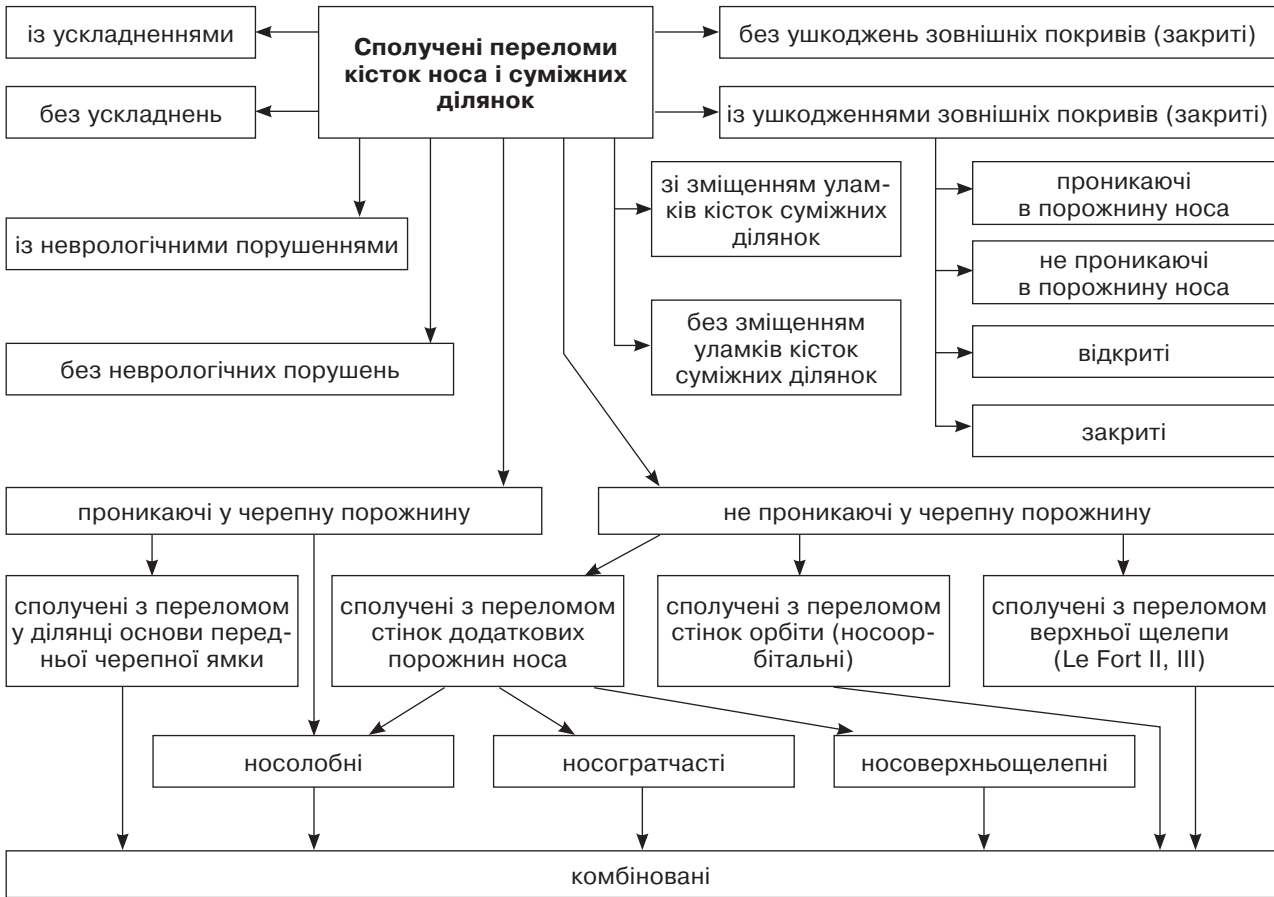 із ускладненнями
Сполучені переломи
кісток носа і суміжних
ділянок
без ушкоджень зовнішніх покривів (закриті)
без ускладнень
із ушкодженнями зовнішніх покривів (закриті)
зі зміщенням улам-
ків кісток суміжних
ділянок
проникаючі
в порожнину носа
із неврологічними порушеннями
не проникаючі
в порожнину носа
без зміщенням
уламків кісток
суміжних ділянок
відкриті
без неврологічних порушень
закриті
проникаючі у черепну порожнину
не проникаючі у черепну порожнину
сполучені з переломом
у ділянці основи перед-
ньої черепної ямки
сполучені з переломом
стінок додаткових
порожнин носа
сполучені з переломом
стінок орбіти (носоор-
бітальні)
сполучені з переломом
верхньої щелепи
(Le Fort II, III)
носолобні
носогратчасті
носоверхньощелепні
комбіновані